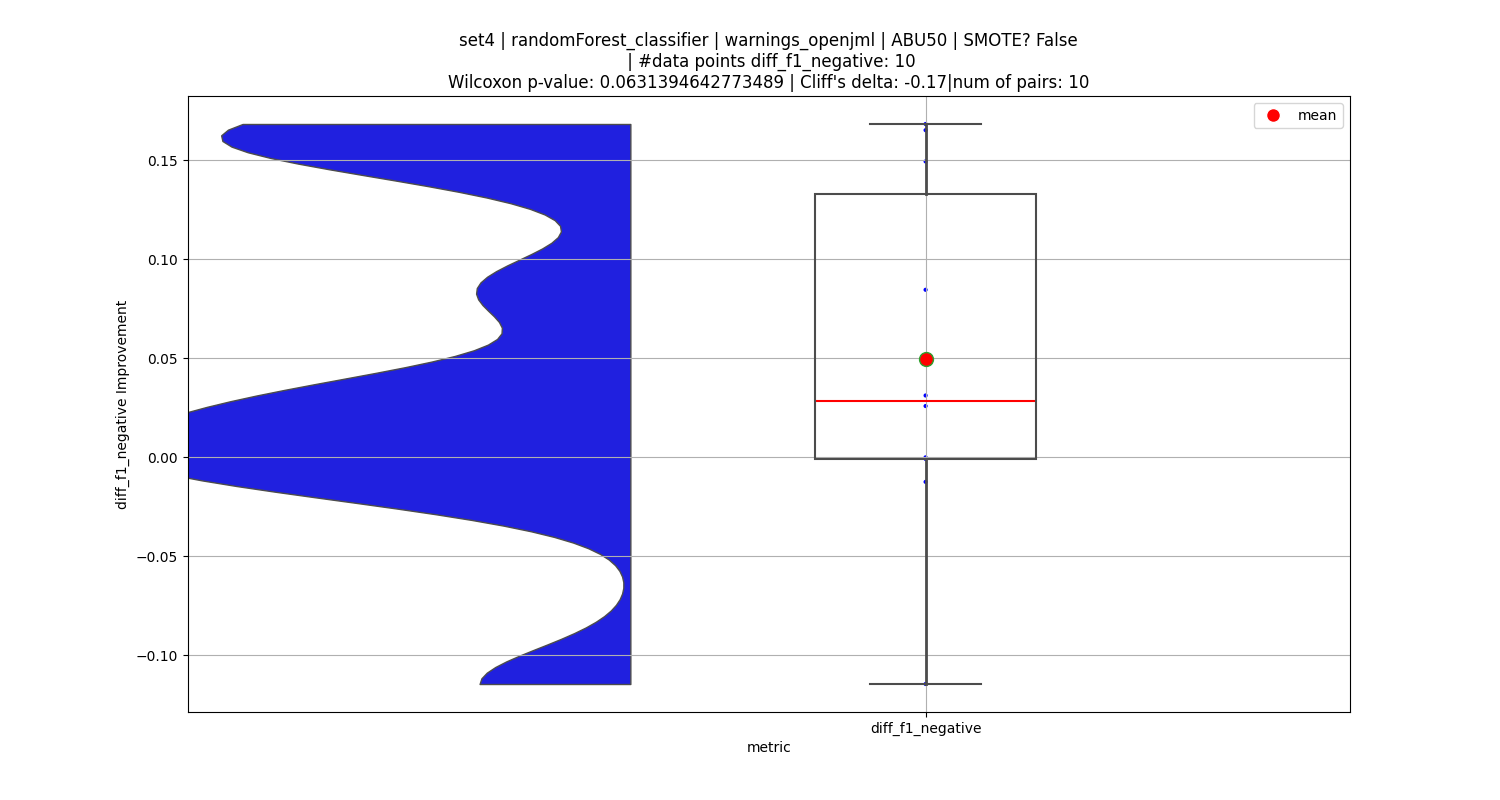 set4 | randomForest_classifier | warnings_openjml | ABU50 | SMOTE? False
| #data points diff_f1_negative: 10
Wilcoxon p-value: 0.0631394642773489 | Cliff's delta: -0.17|num of pairs: 10
mean
0.15
0.10
0.05
0.00
−0.05
−0.10
diff_f1_negative Improvement
diff_f1_negative
metric